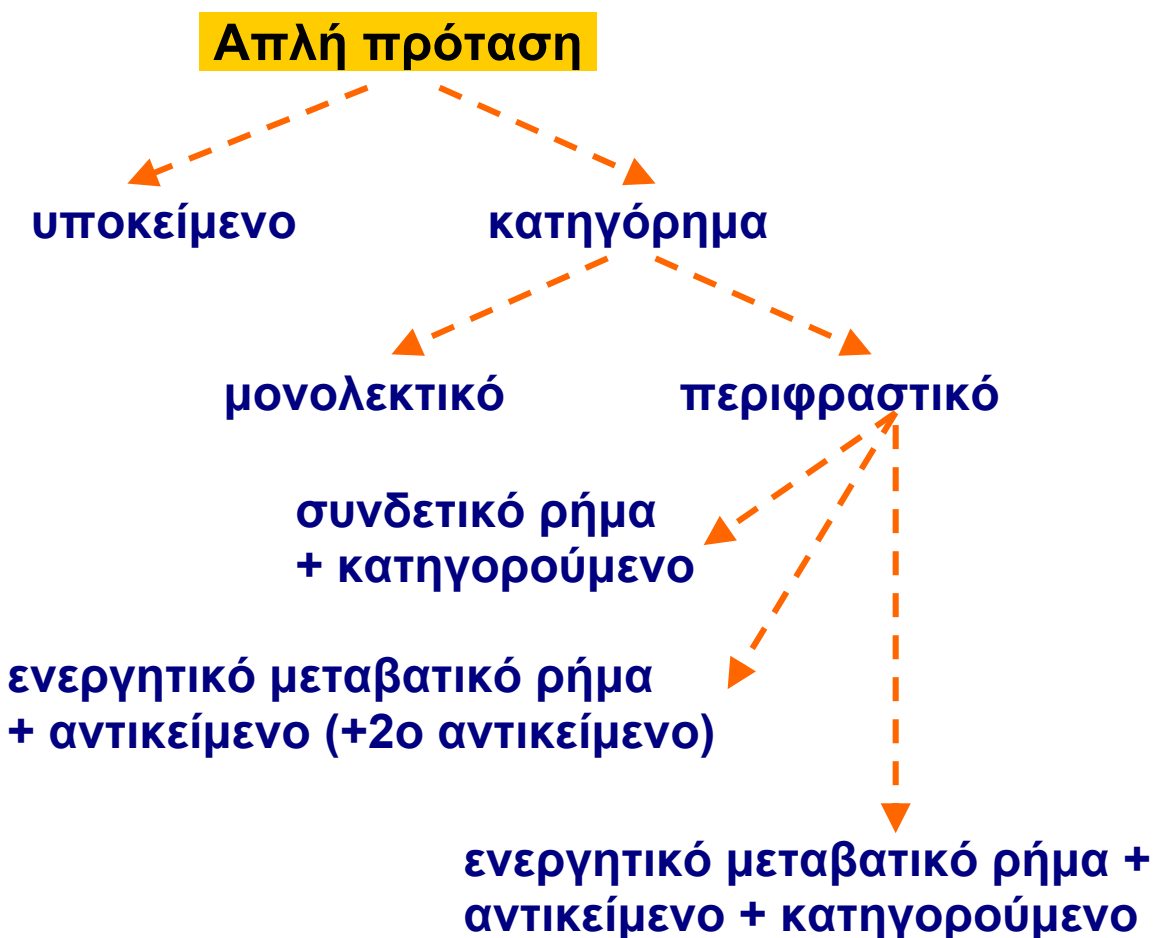 Απλή πρόταση
υποκείμενο κατηγόρημα
μονολεκτικό περιφραστικό
συνδετικό ρήμα
+ κατηγορούμενο
ενεργητικό μεταβατικό ρήμα
+ αντικείμενο (+2ο αντικείμενο)
ενεργητικό μεταβατικό ρήμα +
αντικείμενο + κατηγορούμενο